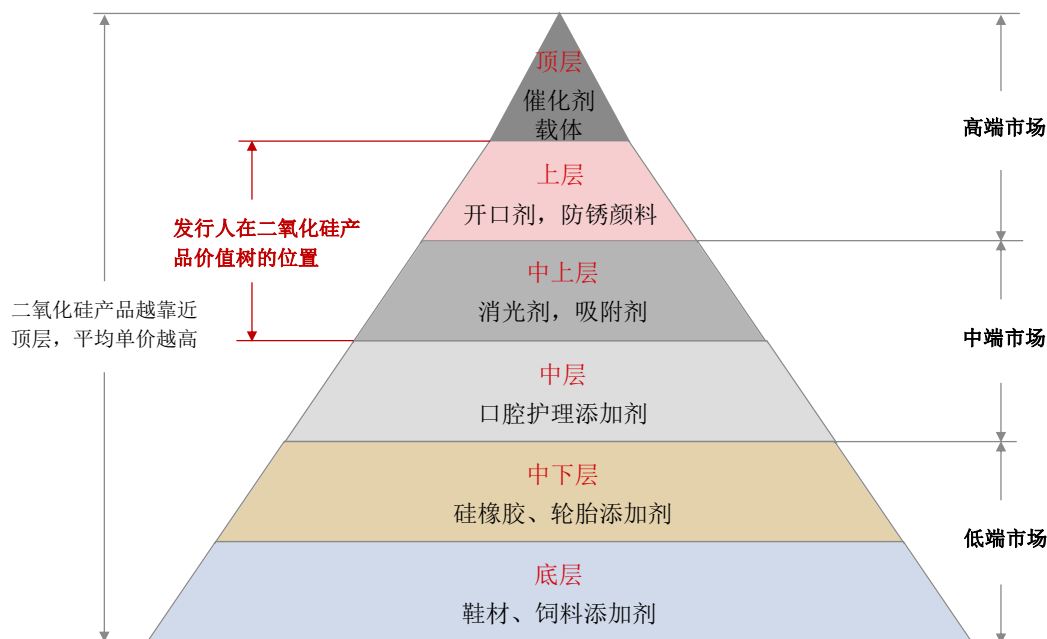 顶层
催化剂
载体
高端市场
上层
开口剂，防锈颜料
发行人在二氧化硅产
品价值树的位置
中上层
消光剂，吸附剂
二氧化硅产品越靠近
顶层，平均单价越高
中端市场
中层
口腔护理添加剂
中下层
硅橡胶、轮胎添加剂
低端市场
底层
鞋材、饲料添加剂